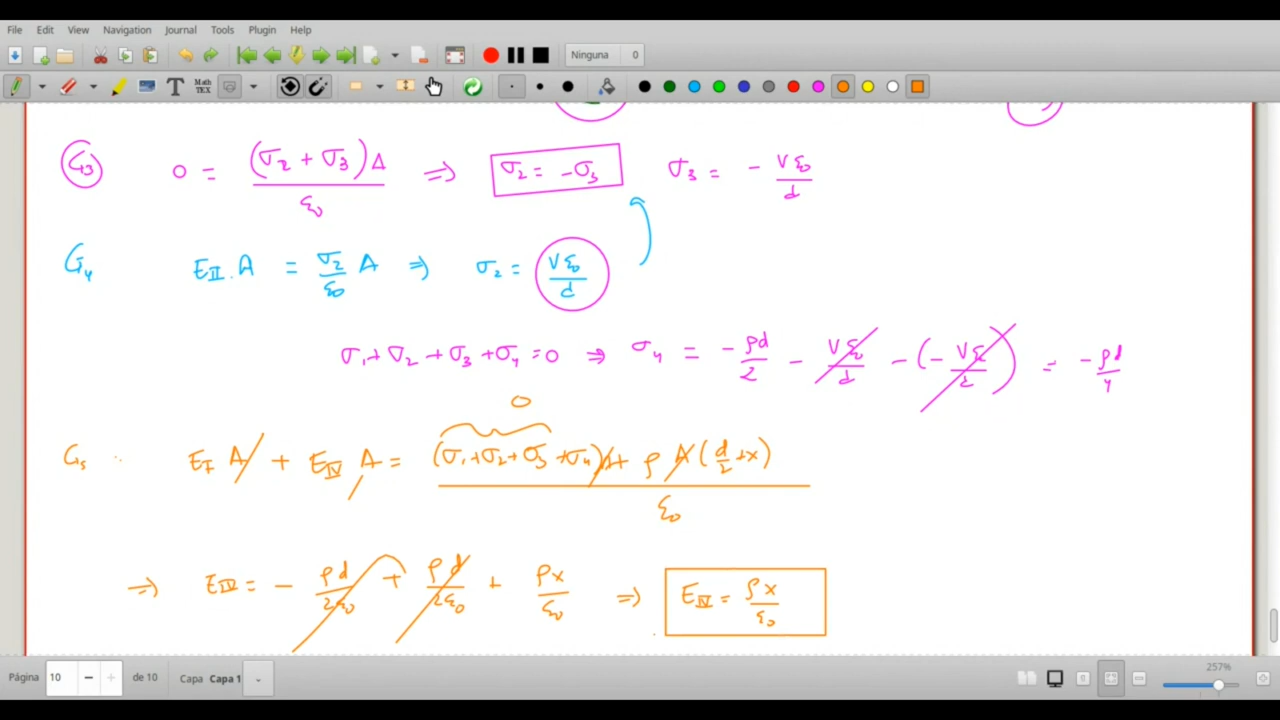 File Edit View Navigation Journal Tools Plugin Help
Ninguna 0
T Math TEX
G3 0 = (σ2 + σ3) A / ε0 ⇒ σ2 = -σ3 σ3 = - Vε0 / d
G4 EII . A = σ2 / ε0 A ⇒ σ2 = Vε0 / d
σ1 + σ2 + σ3 + σ4 = 0 ⇒ σ4 = - ρd / 2 - Vε0 / d - (- Vε / d) = - ρd / 4
0
G5 : EI A + EIV A = (σ1 + σ2 + σ3 + σ4) A + ρ A (d/2 + x) / ε0
⇒ EIV = - ρd / 2ε0 + ρd / 2ε0 + ρx / ε0 ⇒ EIV = ρx / ε0
Página 10 de 10 Capa Capa 1 257%